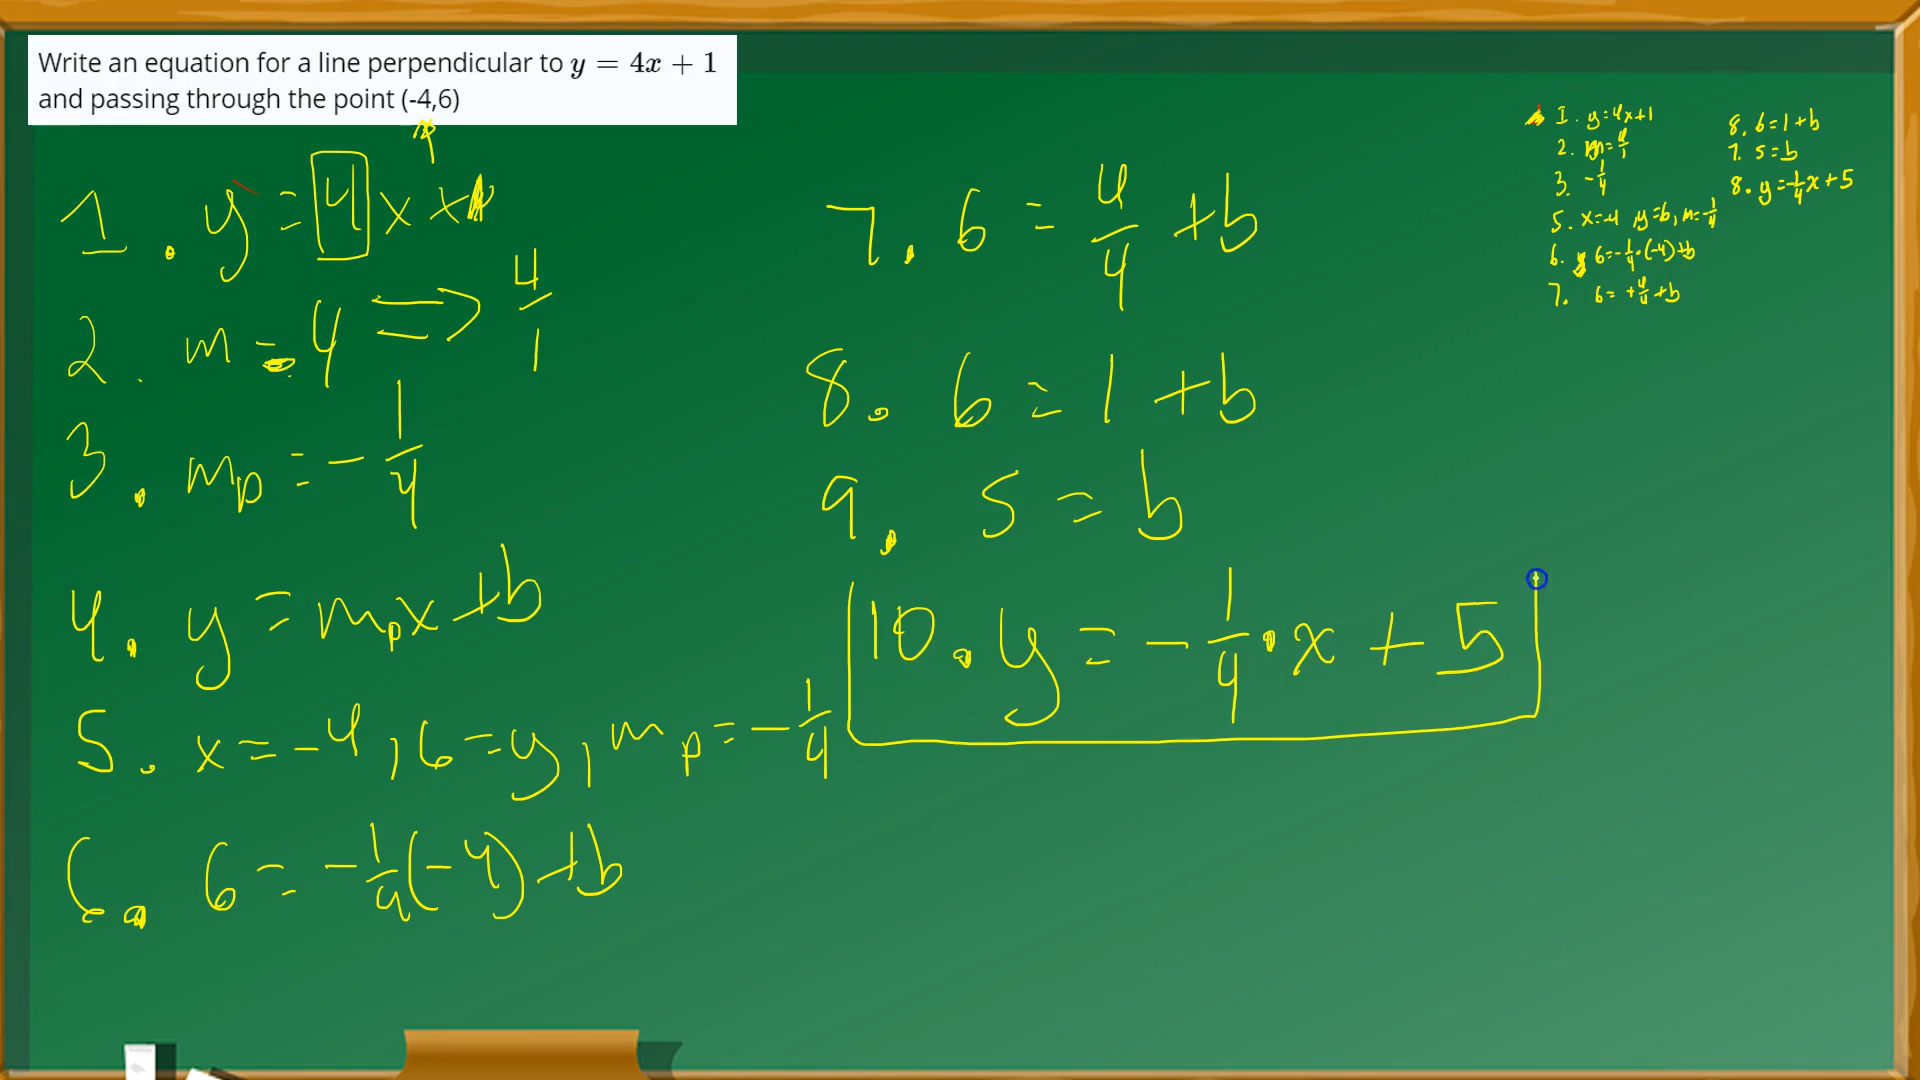 Write an equation for a line perpendicular to y = 4x + 1
and passing through the point (-4,6)
1. y = 4x +
2. m = 4 ⇒ 4/1
3. mp = - 1/4
4. y = mpx + b
5. x = -4, 6 = y, mp = - 1/4
6. 6 = - 1/4 (-4) + b
7. 6 = 4/4 + b
8. 6 = 1 + b
9. 5 = b
10. y = - 1/4 · x + 5
1. y = 4x+1
2. m = 4/1
3. - 1/4
5. x = -4 y = 6, m = - 1/4
6. 6 = - 1/4 · (-4) + b
7. 6 = + 4/4 + b
8. 6 = 1 + b
7. 5 = b
8. y = - 1/4 x + 5